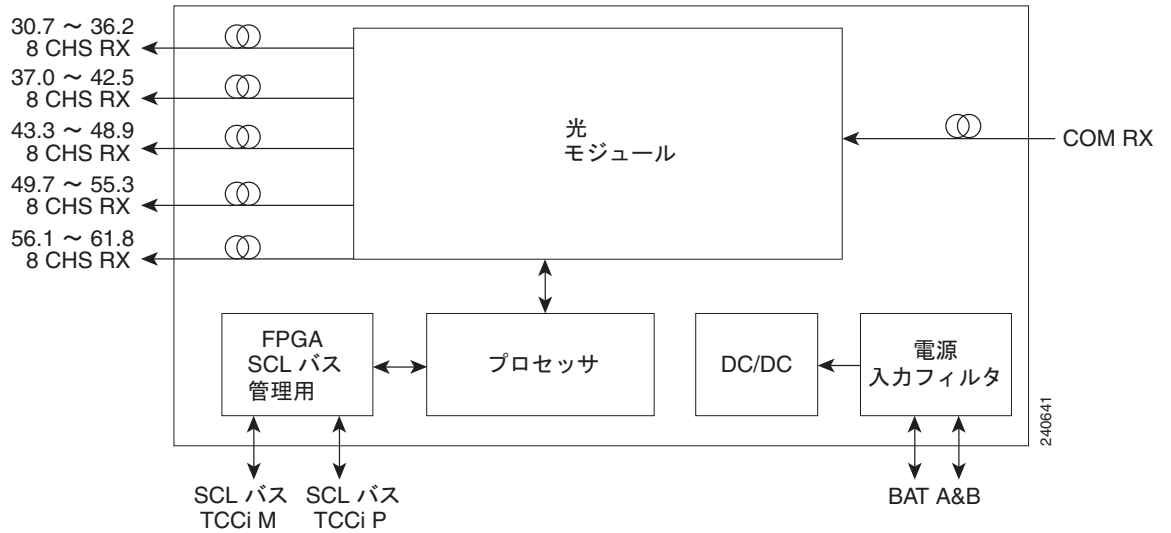 30.7 ～ 36.2
8 CHS RX
37.0 ～ 42.5
8 CHS RX
43.3 ～ 48.9
8 CHS RX
49.7 ～ 55.3
8 CHS RX
56.1 ～ 61.8
8 CHS RX
光
モジュール
COM RX
FPGA
SCL バス
管理用
プロセッサ
DC/DC
電源
入力フィルタ
240641
SCL バス
TCCi M
SCL バス
TCCi P
BAT A&B